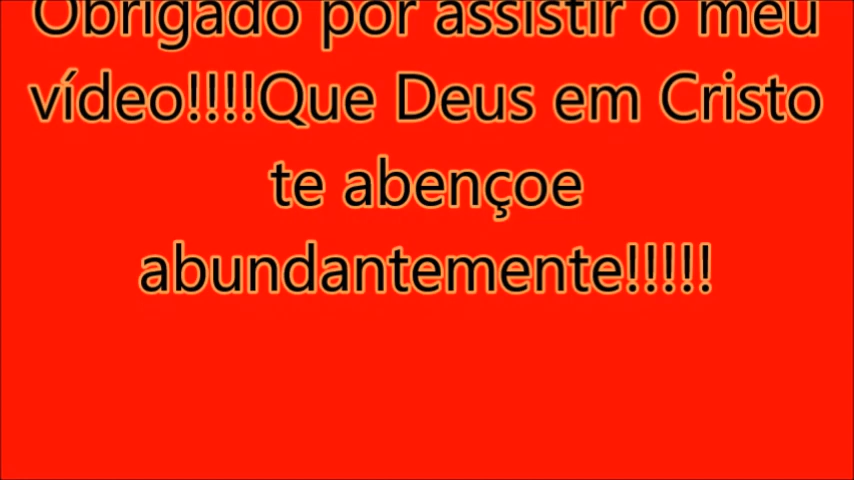 Obrigado por assistir o meu
vídeo!!!!Que Deus em Cristo
te abençoe
abundantemente!!!!!